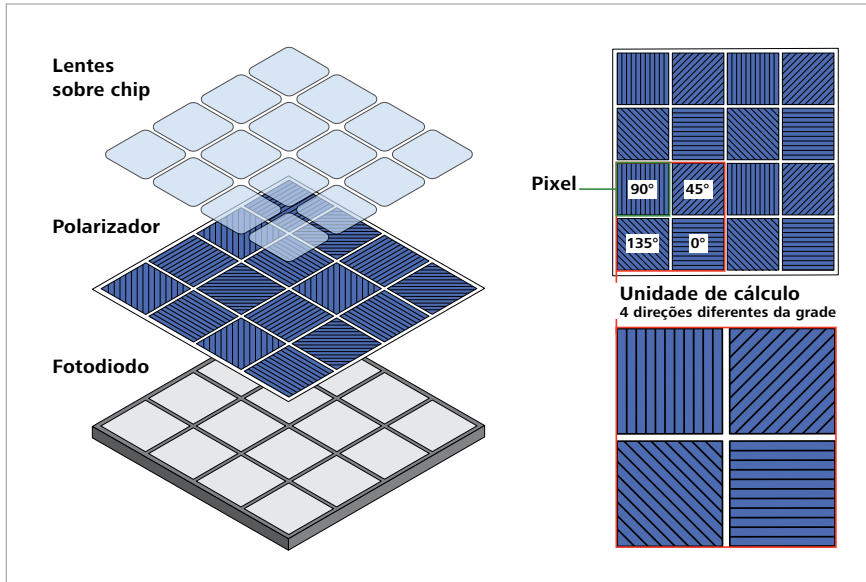 Lentes
sobre chip
Polarizador
Fotodiodo
Pixel
90°
45°
135°
0°
Unidade de cálculo
4 direções diferentes da grade